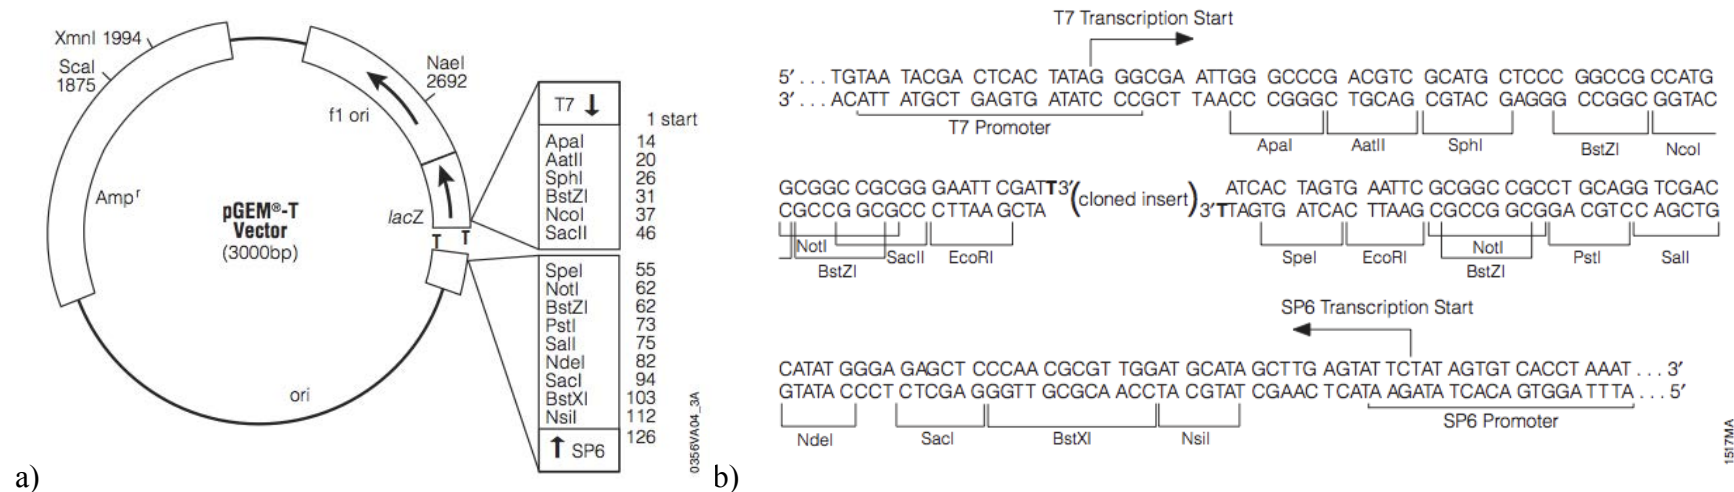 XmnI 1994
ScaI
1875
NaeI
2692
f1 ori
Ampʳ
pGEM®-T
Vector
(3000bp)
lacZ
T T
ori
T7 ↓
1 start
ApaI 14
AatII 20
SphI 26
BstZI 31
NcoI 37
SacII 46
SpeI 55
NotI 62
BstZI 62
PstI 73
SalI 75
NdeI 82
SacI 94
BstXI 103
NsiI 112
↑ SP6 126
0356VA04_3A
a)
T7 Transcription Start
5′ . . . TGTAA TACGA CTCAC TATAG GGCGA ATTGG GCCCG ACGTC GCATG CTCCC GGCCG CCATG
3′ . . . ACATT ATGCT GAGTG ATATC CCGCT TAACC CGGGC TGCAG CGTAC GAGGG CCGGC GGTAC
T7 Promoter
ApaI AatII SphI BstZI NcoI
GCGGC CGCGG GAATT CGATT3′ (cloned insert) ATCAC TAGTG AATTC GCGGC CGCCT GCAGG TCGAC
CGCCG GCGCC CTTAA GCTA 3′TTAGTG ATCAC TTAAG CGCCG GCGGA CGTCC AGCTG
NotI SacII EcoRI SpeI EcoRI NotI PstI SalI
BstZI BstZI
SP6 Transcription Start
CATAT GGGA GAGCT CCCAA CGCGT TGGAT GCATA GCTTG AGTAT TCTAT AGTGT CACCT AAAT . . . 3′
GTATA CCCT CTCGA GGGTT GCGCA ACCTA CGTAT CGAAC TCATA AGATA TCACA GTGGA TTTA . . . 5′
SP6 Promoter
NdeI SacI BstXI NsiI
1517MA
b)